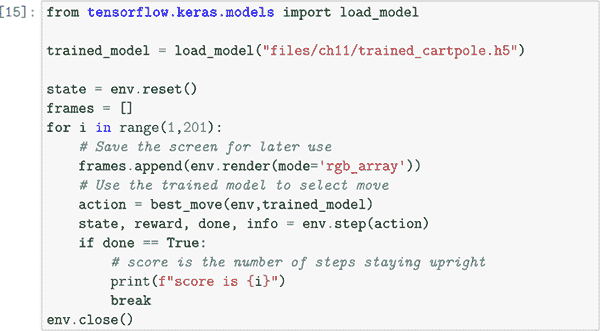 [15]: from tensorflow.keras.models import load_model
trained_model = load_model("files/ch11/trained_cartpole.h5")
state = env.reset()
frames = []
for i in range(1,201):
    # Save the screen for later use
    frames.append(env.render(mode='rgb_array'))
    # Use the trained model to select move
    action = best_move(env,trained_model)
    state, reward, done, info = env.step(action)
    if done == True:
        # score is the number of steps staying upright
        print(f"score is {i}")
        break
env.close()